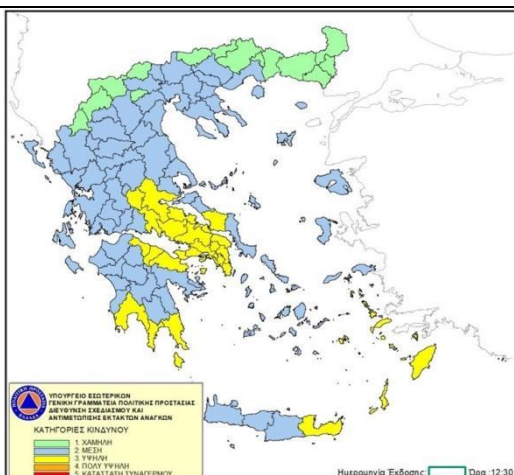 ΥΠΟΥΡΓΕΙΟ ΕΣΩΤΕΡΙΚΩΝ
ΓΕΝΙΚΗ ΓΡΑΜΜΑΤΕΙΑ ΠΟΛΙΤΙΚΗΣ ΠΡΟΣΤΑΣΙΑΣ
ΔΙΕΥΘΥΝΣΗ ΣΧΕΔΙΑΣΜΟΥ ΚΑΙ
ΑΝΤΙΜΕΤΩΠΙΣΗΣ ΕΚΤΑΚΤΩΝ ΑΝΑΓΚΩΝ
ΚΑΤΗΓΟΡΙΕΣ ΚΙΝΔΥΝΟΥ
1. ΧΑΜΗΛΗ
2. ΜΕΣΗ
3. ΥΨΗΛΗ
4. ΠΟΛΥ ΥΨΗΛΗ
5. ΚΑΤΑΣΤΑΣΗ ΣΥΝΑΓΕΡΜΟΥ
Ημερομηνία Έκδοσης: Ώρα :12:30